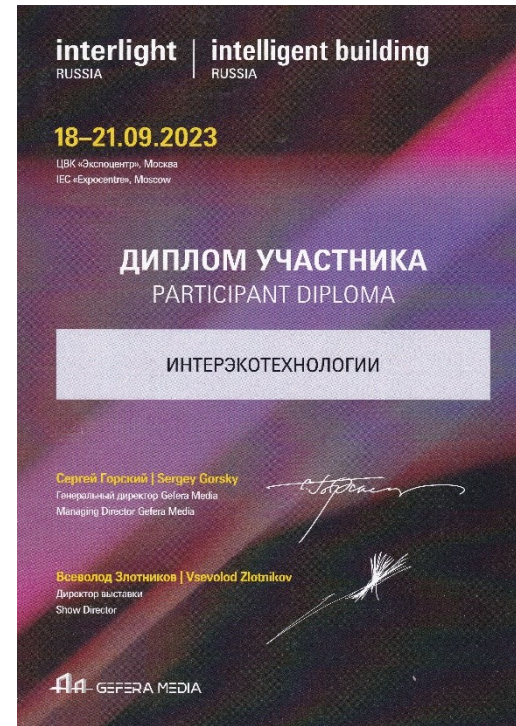 interlight | intelligent building
RUSSIA RUSSIA
18–21.09.2023
ЦВК «Экспоцентр», Москва
IEC «Expocentre», Moscow
ДИПЛОМ УЧАСТНИКА
PARTICIPANT DIPLOMA
ИНТЕРЭКОТЕХНОЛОГИИ
Сергей Горский | Sergey Gorsky
Генеральный директор Gefera Media
Managing Director Gefera Media
Всеволод Злотников | Vsevolod Zlotnikov
Директор выставки
Show Director
GEFERA MEDIA